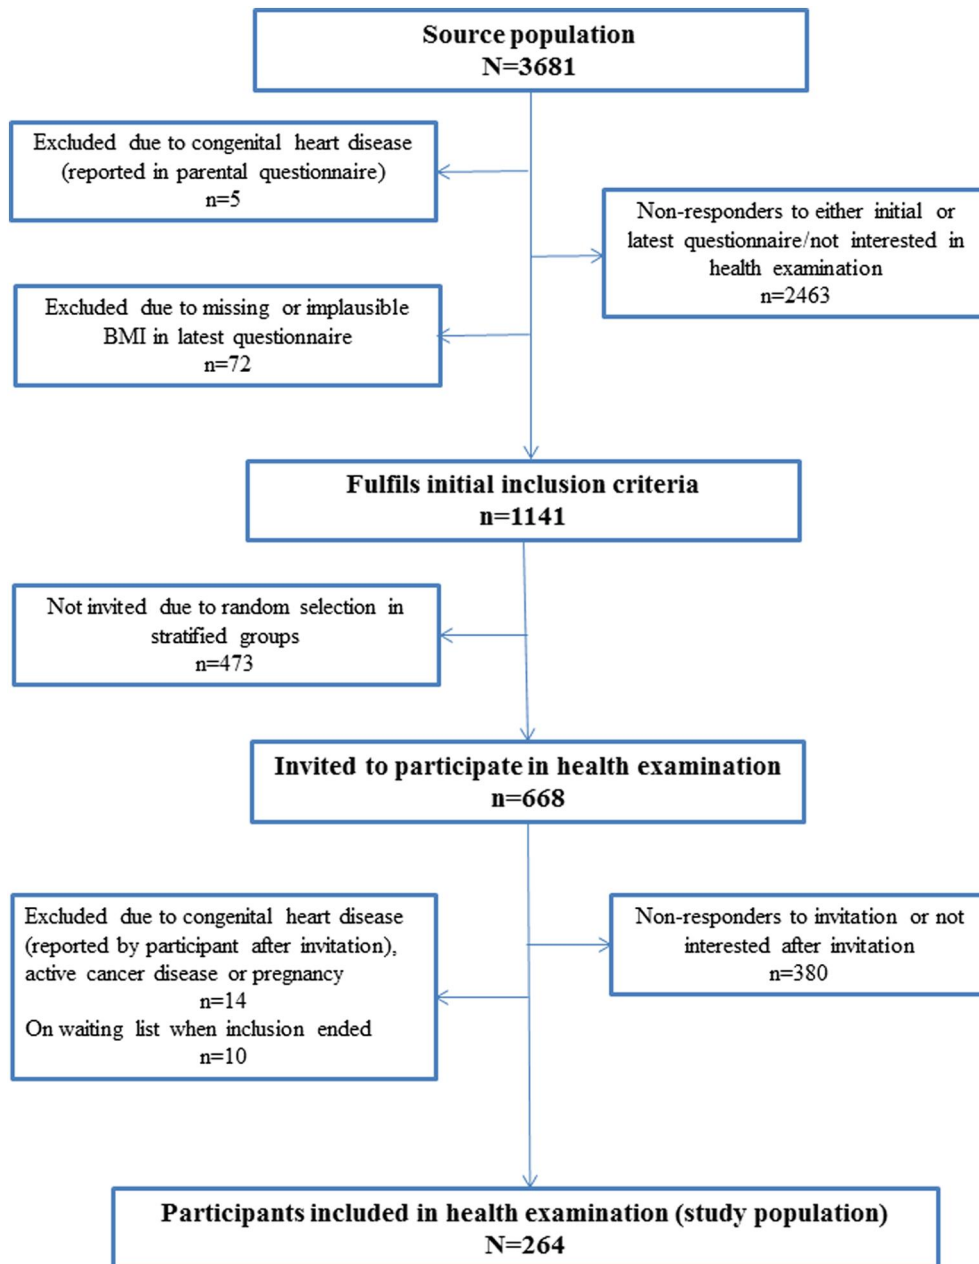 Source population
N=3681
Excluded due to congenital heart disease
(reported in parental questionnaire)
n=5
Non-responders to either initial or
latest questionnaire/not interested in
health examination
n=2463
Excluded due to missing or implausible
BMI in latest questionnaire
n=72
Fulfils initial inclusion criteria
n=1141
Not invited due to random selection in
stratified groups
n=473
Invited to participate in health examination
n=668
Excluded due to congenital heart disease
(reported by participant after invitation),
active cancer disease or pregnancy
n=14
On waiting list when inclusion ended
n=10
Non-responders to invitation or not
interested after invitation
n=380
Participants included in health examination (study population)
N=264